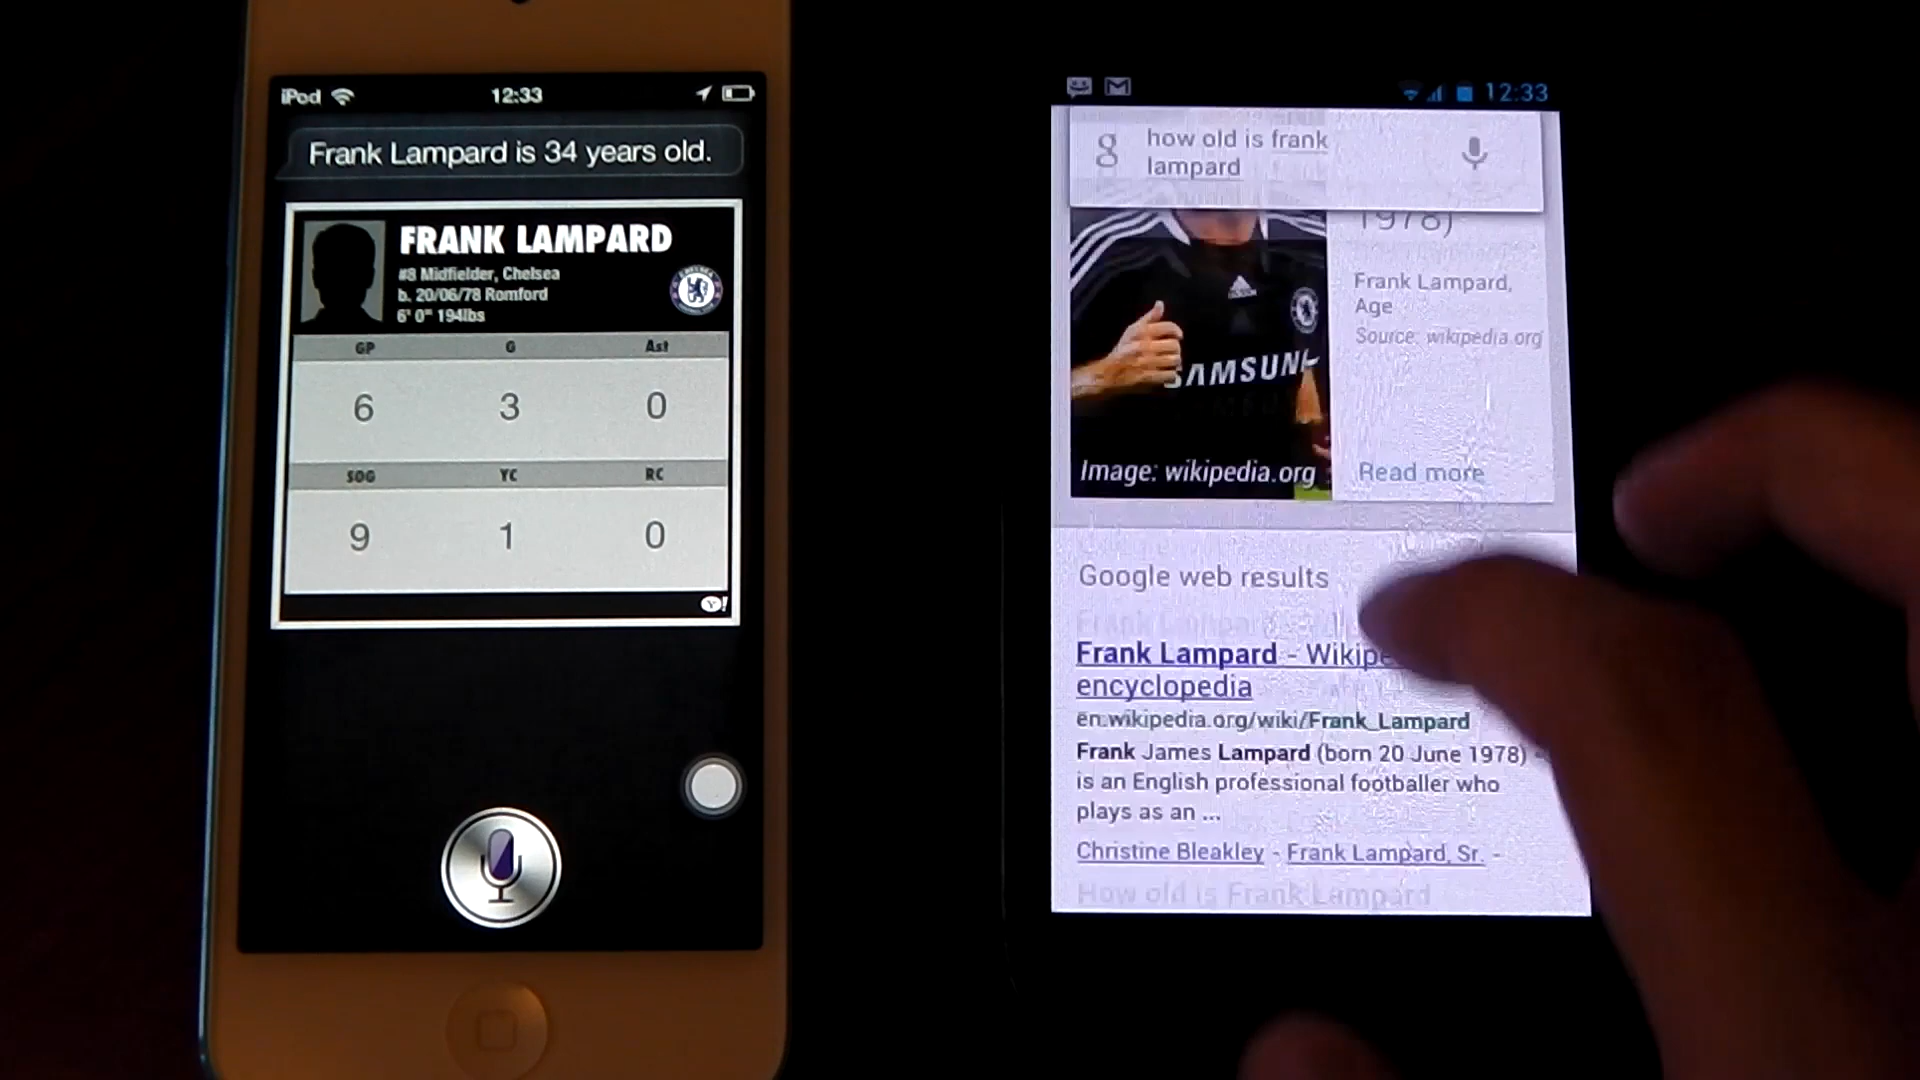 iPod
12:33
Frank Lampard is 34 years old.
FRANK LAMPARD
#8 Midfielder, Chelsea
b. 20/06/78 Romford
6' 0" 194lbs
GP G Ast
6 3 0
SOG YC RC
9 1 0
Y!
12:33
g
how old is frank
lampard
1978)
Frank Lampard,
Age
Source: wikipedia.org
SAMSUNG
Image: wikipedia.org
Read more
Google web results
Frank Lampard - Wikipe
encyclopedia
en.wikipedia.org/wiki/Frank_Lampard
Frank James Lampard (born 20 June 1978)
is an English professional footballer who
plays as an ...
Christine Bleakley - Frank Lampard, Sr. -
How old is Frank Lampard